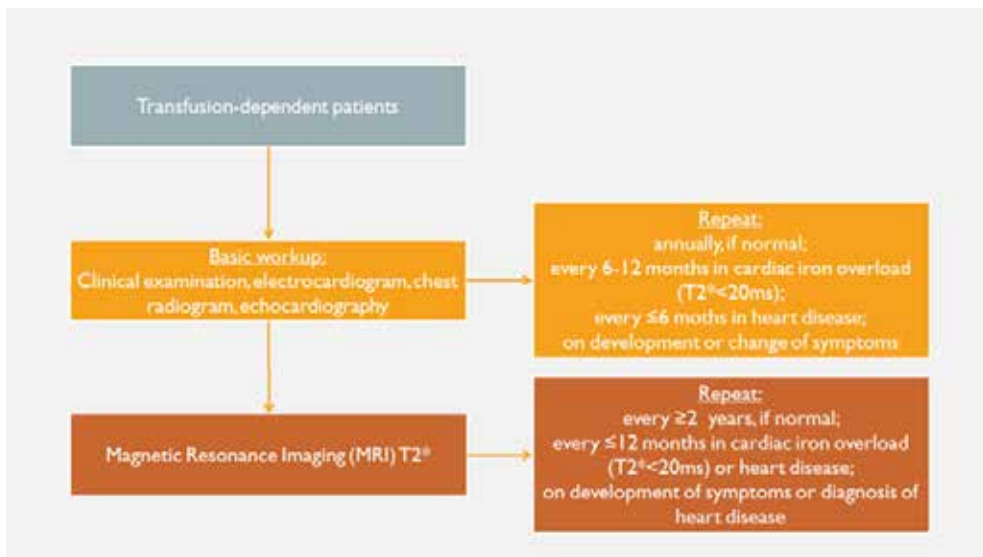 Transfusion-dependent patients
Basic workup:
Clinical examination, electrocardiogram, chest
radiogram, echocardiography
Repeat:
annually, if normal;
every 6-12 months in cardiac iron overload
(T2*<20ms);
every ≤6 moths in heart disease;
on development or change of symptoms
Magnetic Resonance Imaging (MRI) T2*
Repeat:
every ≥2 years, if normal;
every ≤12 months in cardiac iron overload
(T2*<20ms) or heart disease;
on development of symptoms or diagnosis of
heart disease